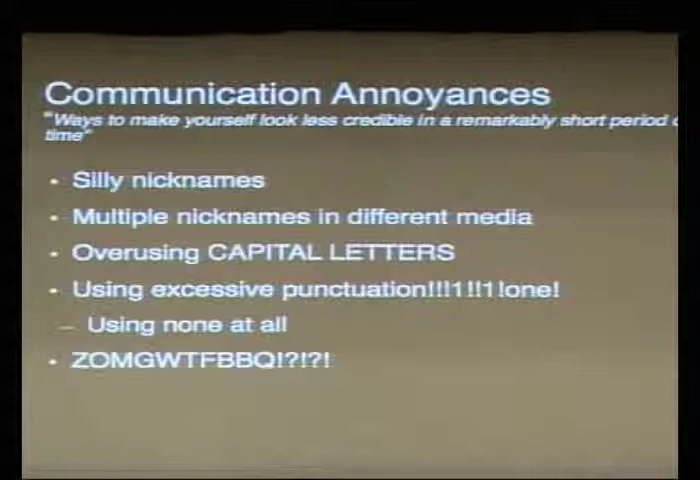 Communication Annoyances
"Ways to make yourself look less credible in a remarkably short period
time"
• Silly nicknames
• Multiple nicknames in different media
• Overusing CAPITAL LETTERS
• Using excessive punctuation!!!1!!1!one!
– Using none at all
• ZOMGWTFBBQ!?!?!